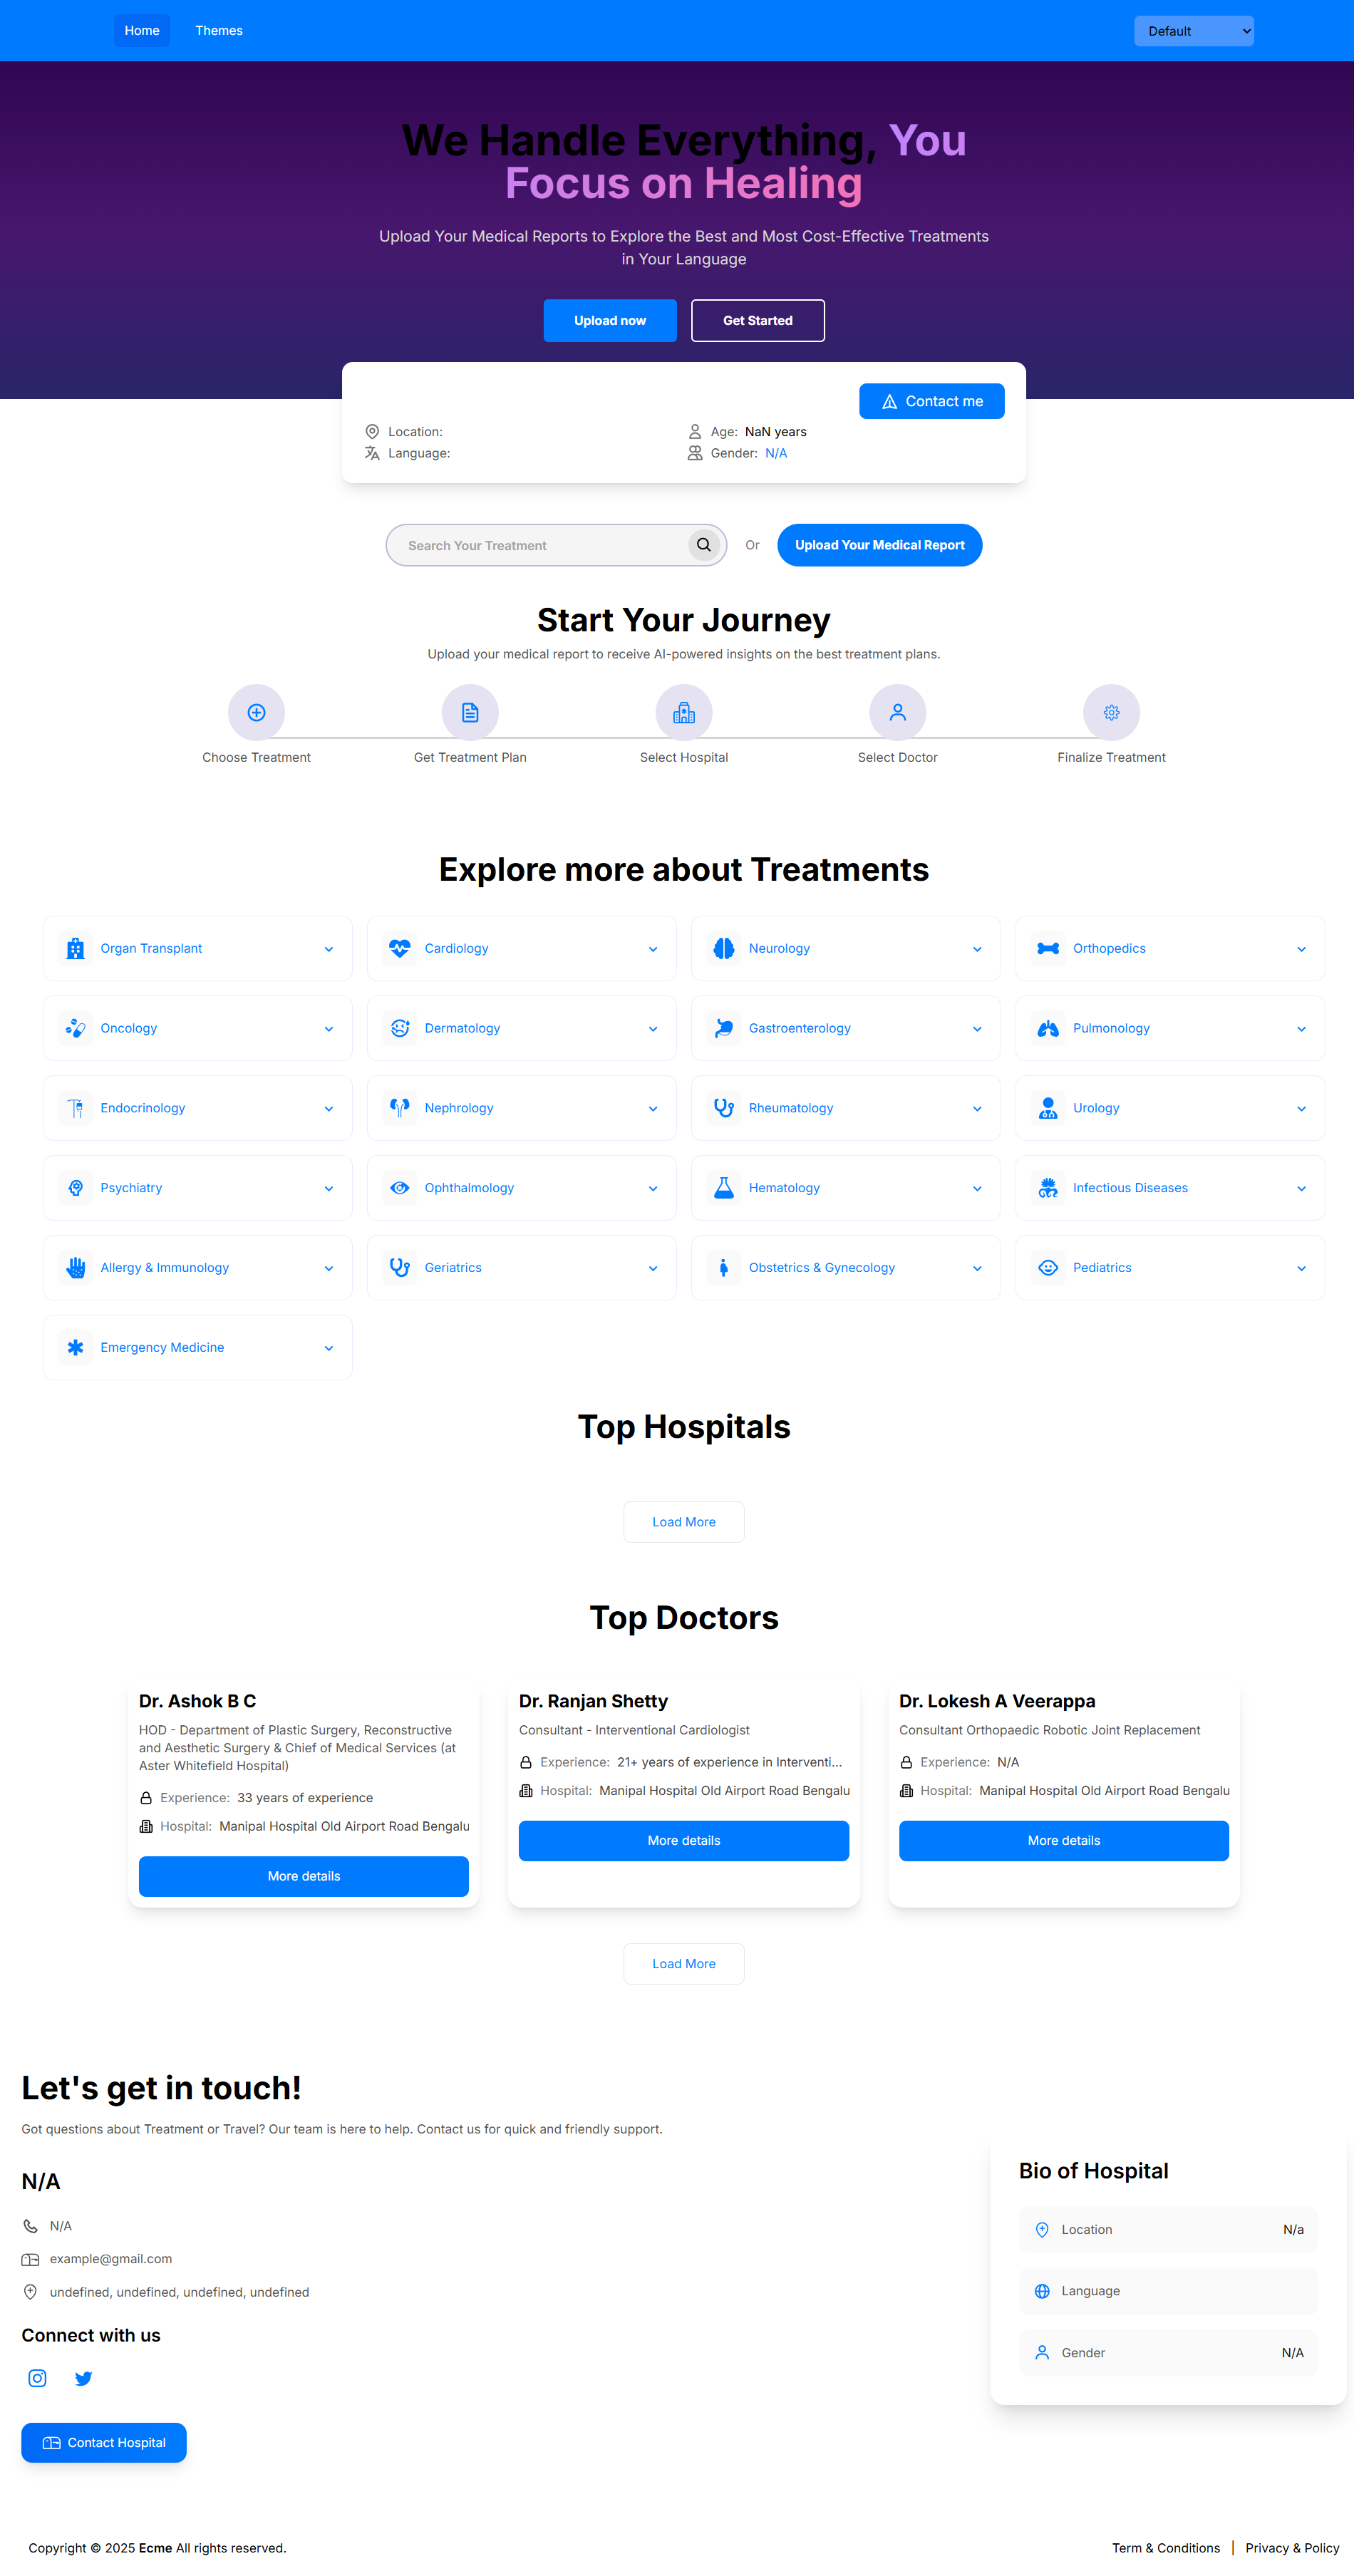 Home Themes Default
We Handle Everything, You
Focus on Healing
Upload Your Medical Reports to Explore the Best and Most Cost-Effective Treatments
in Your Language
Upload now Get Started
Contact me
Location: Age: NaN years
Language: Gender: N/A
Search Your Treatment Or Upload Your Medical Report
Start Your Journey
Upload your medical report to receive AI-powered insights on the best treatment plans.
Choose Treatment Get Treatment Plan Select Hospital Select Doctor Finalize Treatment
Explore more about Treatments
Organ Transplant Cardiology Neurology Orthopedics
Oncology Dermatology Gastroenterology Pulmonology
Endocrinology Nephrology Rheumatology Urology
Psychiatry Ophthalmology Hematology Infectious Diseases
Allergy & Immunology Geriatrics Obstetrics & Gynecology Pediatrics
Emergency Medicine
Top Hospitals
Load More
Top Doctors
Dr. Ashok B C
HOD - Department of Plastic Surgery, Reconstructive
and Aesthetic Surgery & Chief of Medical Services (at
Aster Whitefield Hospital)
Experience: 33 years of experience
Hospital: Manipal Hospital Old Airport Road Bengalu
More details
Dr. Ranjan Shetty
Consultant - Interventional Cardiologist
Experience: 21+ years of experience in Interventi...
Hospital: Manipal Hospital Old Airport Road Bengalu
More details
Dr. Lokesh A Veerappa
Consultant Orthopaedic Robotic Joint Replacement
Experience: N/A
Hospital: Manipal Hospital Old Airport Road Bengalu
More details
Load More
Let's get in touch!
Got questions about Treatment or Travel? Our team is here to help. Contact us for quick and friendly support.
N/A
N/A
example@gmail.com
undefined, undefined, undefined, undefined
Connect with us
Contact Hospital
Bio of Hospital
Location N/a
Language
Gender N/A
Copyright © 2025 Ecme All rights reserved.
Term & Conditions | Privacy & Policy